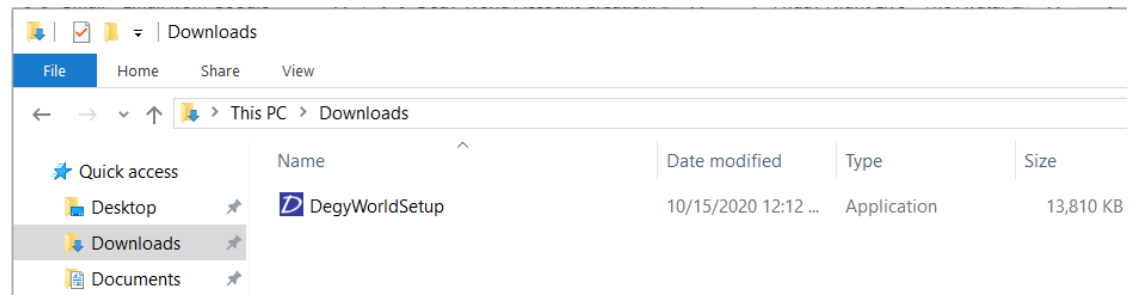 Downloads
File Home Share View
This PC > Downloads
Quick access
Desktop
Downloads
Documents
Name Date modified Type Size
DegyWorldSetup 10/15/2020 12:12 ... Application 13,810 KB